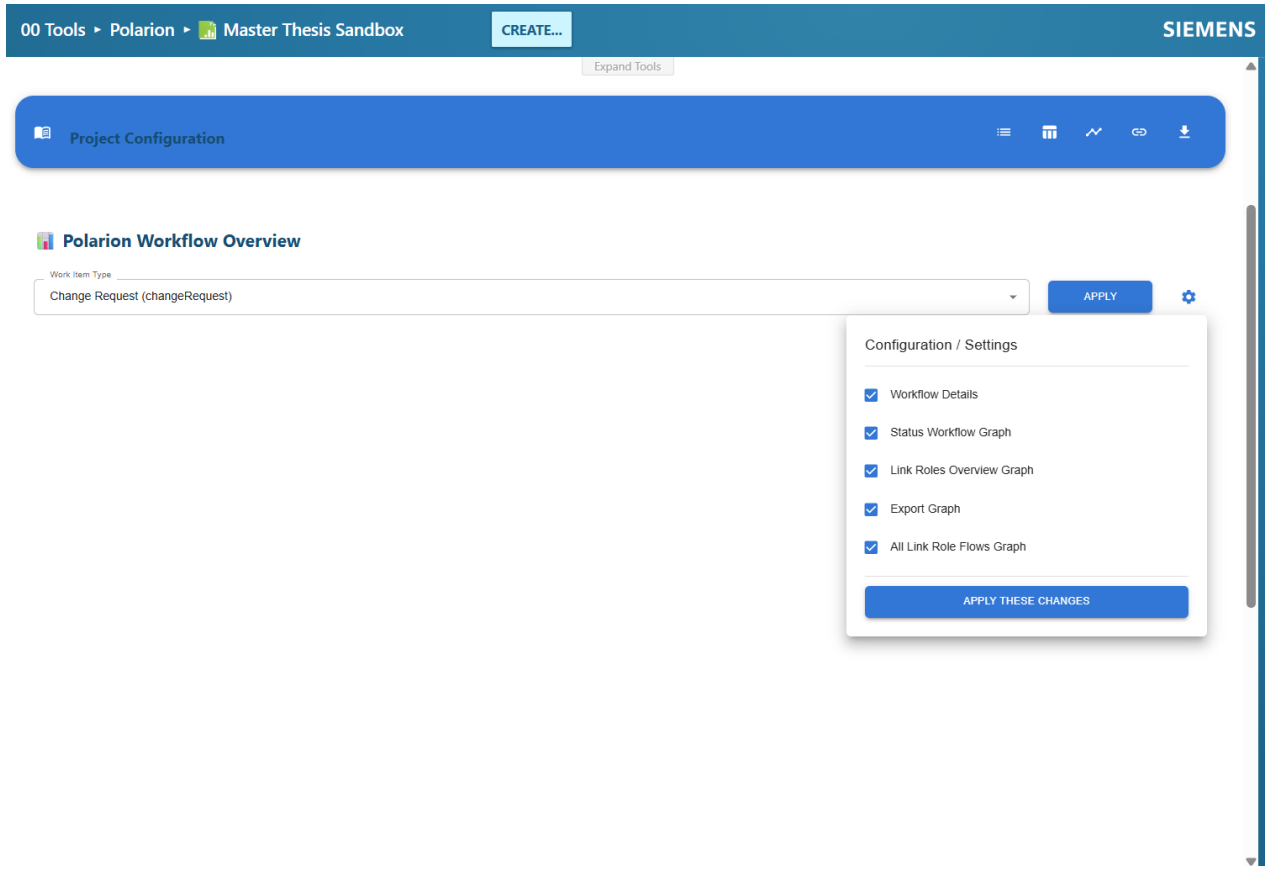 00 Tools ▸ Polarion ▸ Master Thesis Sandbox
CREATE...
SIEMENS
Expand Tools
Project Configuration
Polarion Workflow Overview
Work Item Type
Change Request (changeRequest)
APPLY
Configuration / Settings
Workflow Details
Status Workflow Graph
Link Roles Overview Graph
Export Graph
All Link Role Flows Graph
APPLY THESE CHANGES